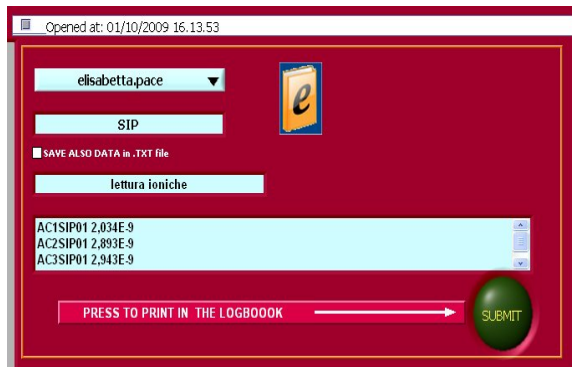 Opened at: 01/10/2009 16.13.53
elisabetta.pace
e
SIP
SAVE ALSO DATA in .TXT file
lettura ioniche
AC1SIP01 2,034E-9
AC2SIP01 2,893E-9
AC3SIP01 2,943E-9
PRESS TO PRINT IN THE LOGBOOOK
SUBMIT